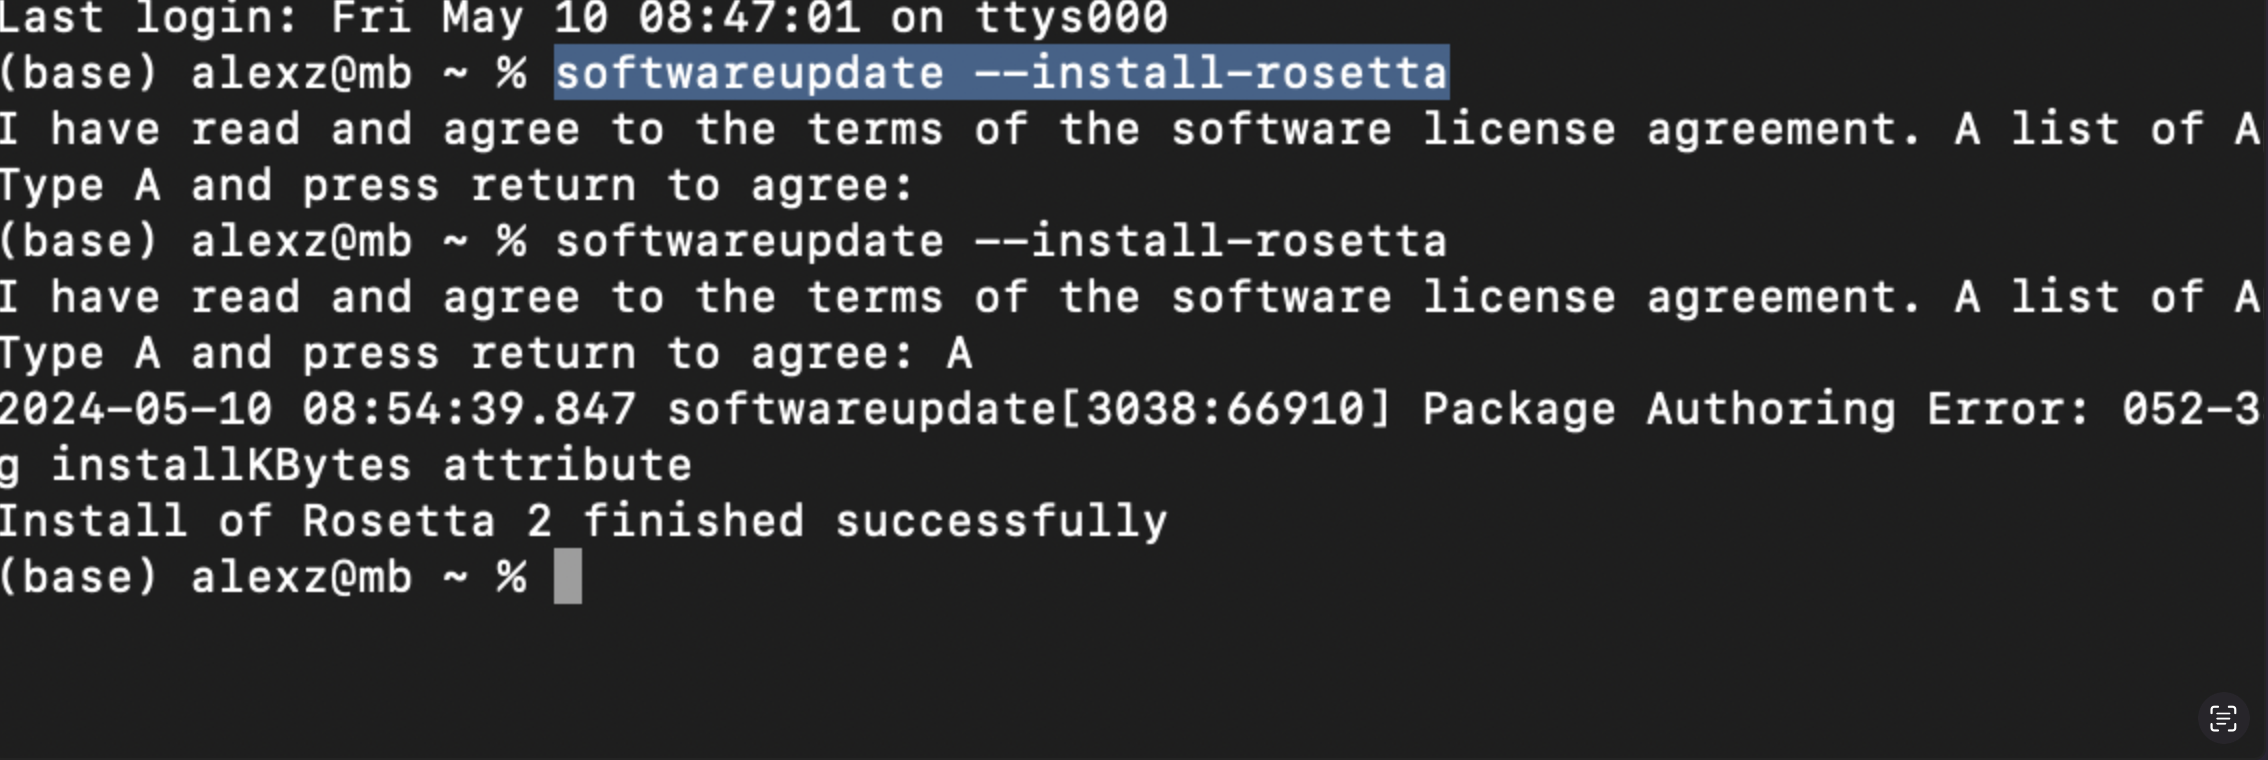 Last login: Fri May 10 08:47:01 on ttys000
(base) alexz@mb ~ % softwareupdate --install-rosetta
I have read and agree to the terms of the software license agreement. A list of A
Type A and press return to agree:
(base) alexz@mb ~ % softwareupdate --install-rosetta
I have read and agree to the terms of the software license agreement. A list of A
Type A and press return to agree: A
2024-05-10 08:54:39.847 softwareupdate[3038:66910] Package Authoring Error: 052-3
g installKBytes attribute
Install of Rosetta 2 finished successfully
(base) alexz@mb ~ %